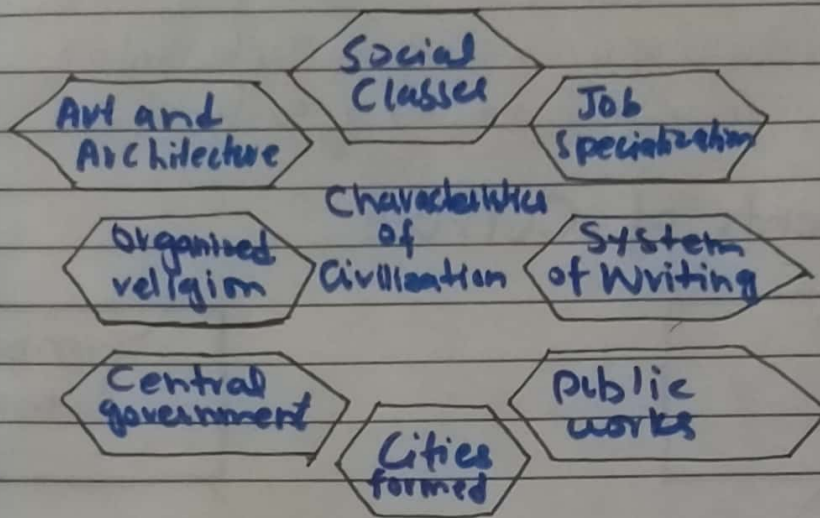 Social
Classes
Art and
Architecture
Job
Specialization
Characteristics
of
Civilization
Organised
religion
System
of Writing
Central
government
Public
works
Cities
formed